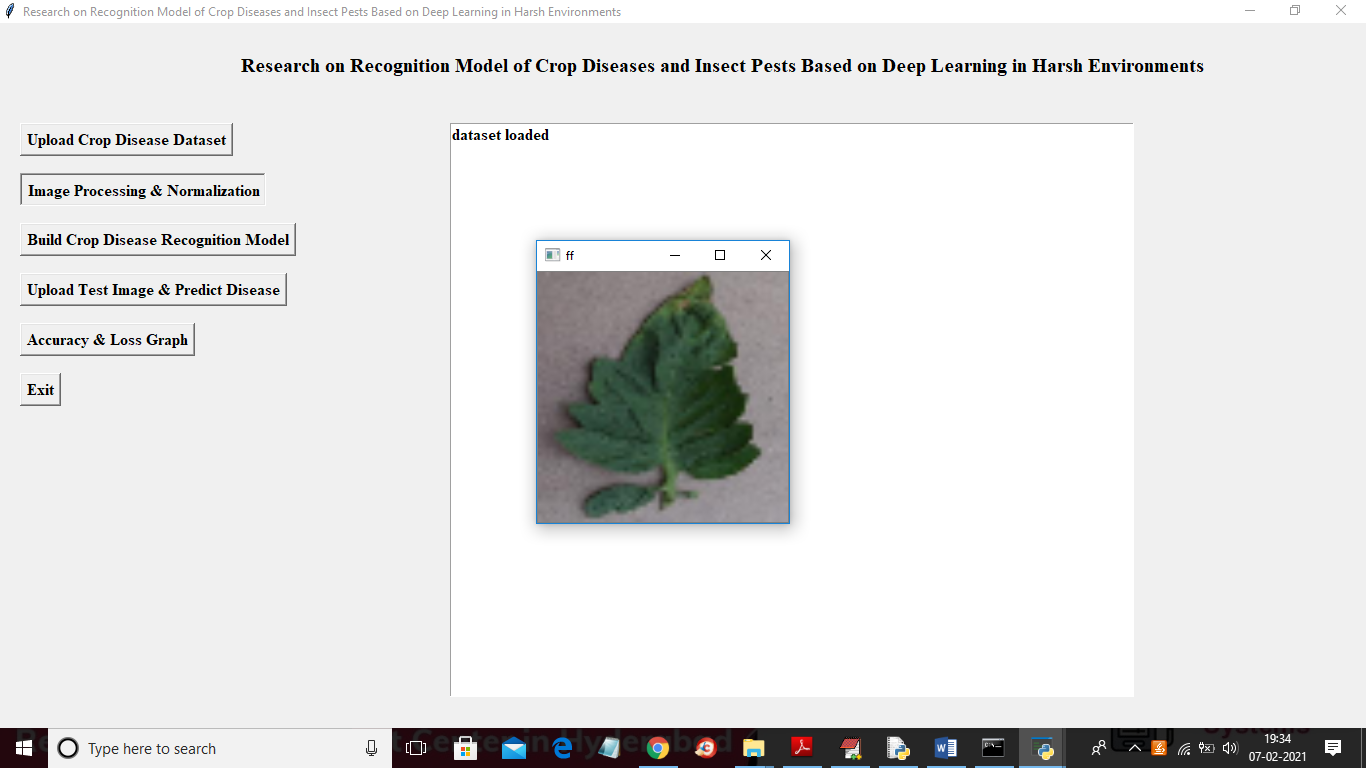 Research on Recognition Model of Crop Diseases and Insect Pests Based on Deep Learning in Harsh Environments
Research on Recognition Model of Crop Diseases and Insect Pests Based on Deep Learning in Harsh Environments
Upload Crop Disease Dataset
dataset loaded
Image Processing & Normalization
Build Crop Disease Recognition Model
ff
Upload Test Image & Predict Disease
Accuracy & Loss Graph
Exit
Type here to search
Systems
19:34
07-02-2021